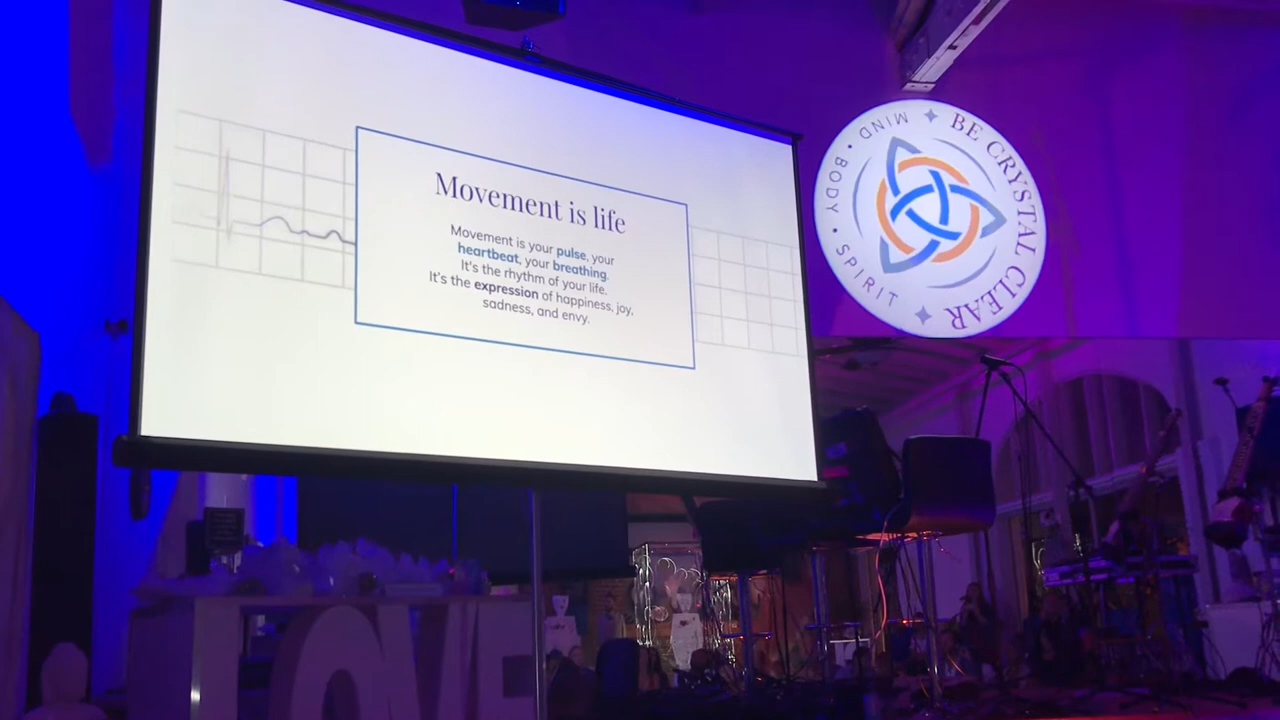 Movement is life
Movement is your pulse, your
heartbeat, your breathing.
It's the rhythm of your life.
It's the expression of happiness, joy,
sadness, and envy.
BE CRYSTAL CLEAR
MIND • BODY • SPIRIT
LOVE